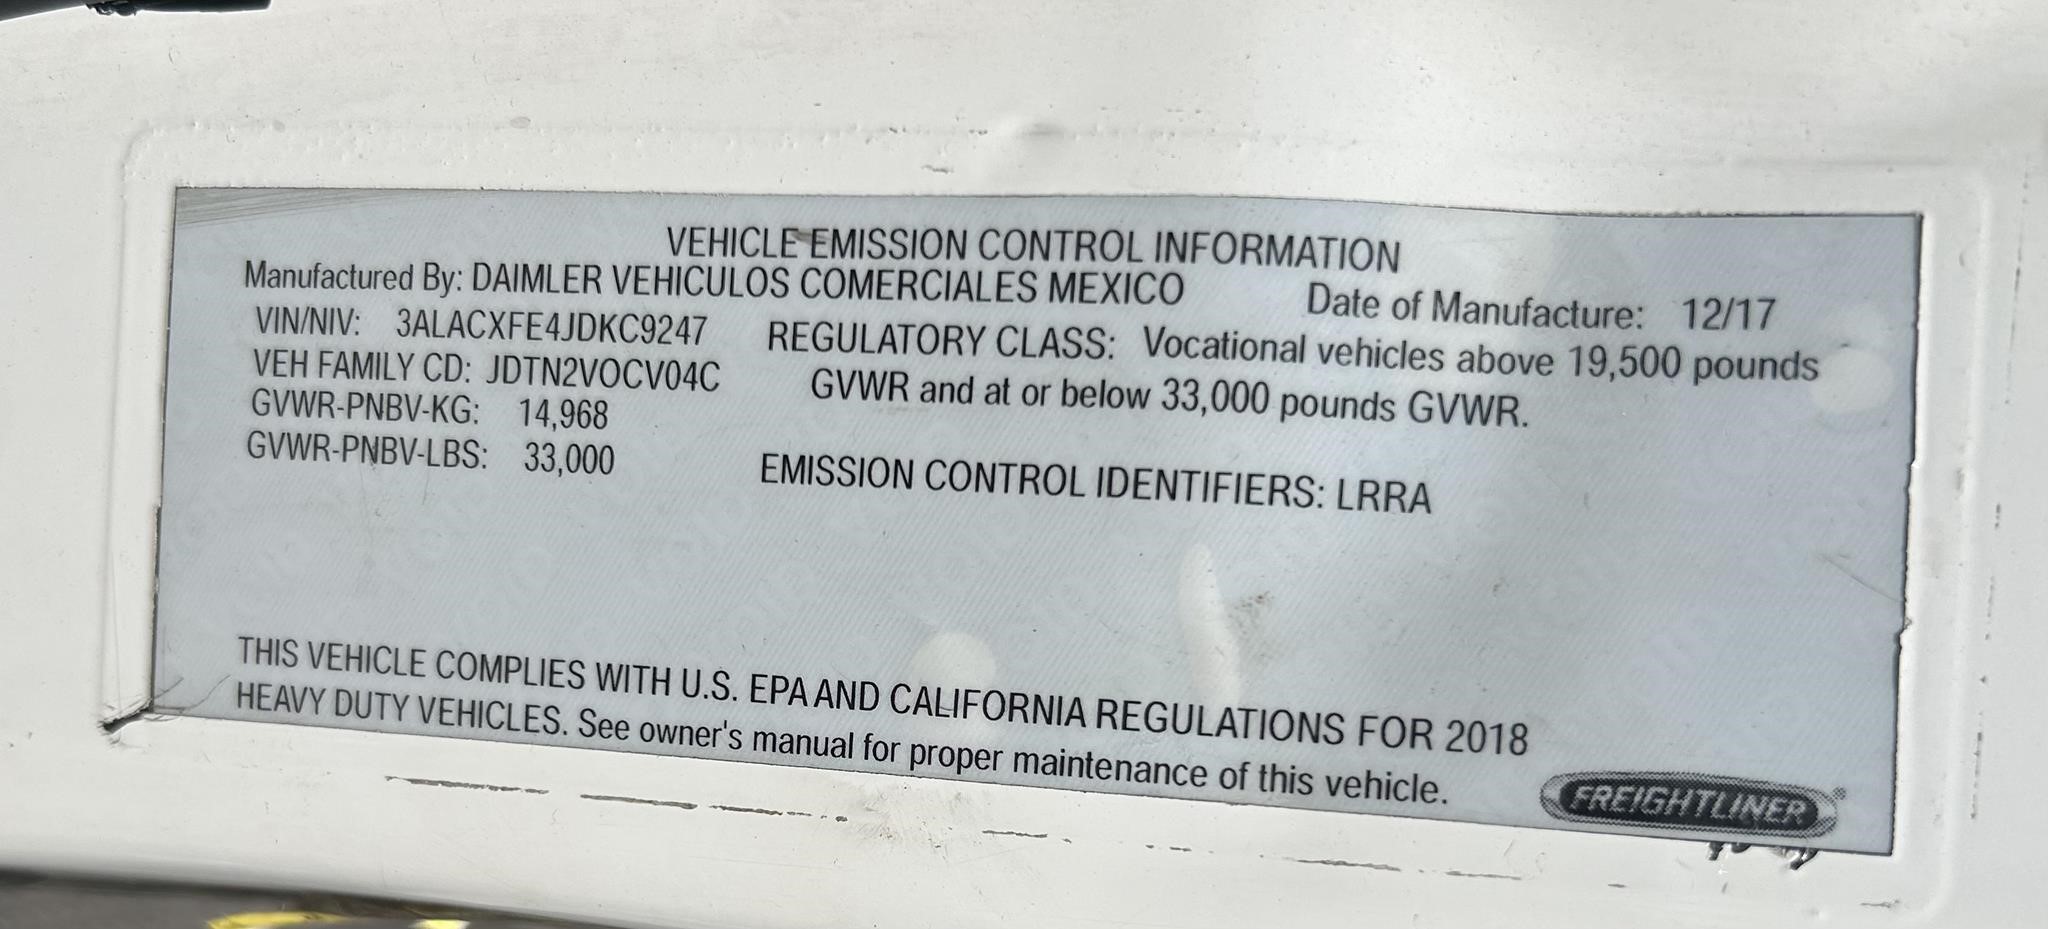 VEHICLE EMISSION CONTROL INFORMATION
Manufactured By: DAIMLER VEHICULOS COMERCIALES MEXICO
Date of Manufacture: 12/17
VIN/NIV: 3ALACXFE4JDKC9247
VEH FAMILY CD: JDTN2VOCV04C
GVWR-PNBV-KG: 14,968
GVWR-PNBV-LBS: 33,000
REGULATORY CLASS: Vocational vehicles above 19,500 pounds
GVWR and at or below 33,000 pounds GVWR.
EMISSION CONTROL IDENTIFIERS: LRRA
THIS VEHICLE COMPLIES WITH U.S. EPA AND CALIFORNIA REGULATIONS FOR 2018
HEAVY DUTY VEHICLES. See owner's manual for proper maintenance of this vehicle.
FREIGHTLINER®